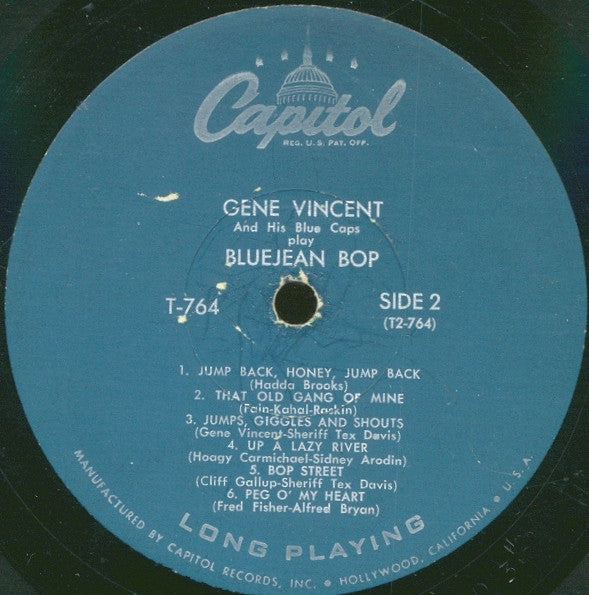 Capitol
REG. U.S. PAT. OFF.
GENE VINCENT
And His Blue Caps
play
BLUEJEAN BOP
T-764
SIDE 2
(T2-764)
1. JUMP BACK, HONEY, JUMP BACK
(Hadda Brooks)
2. THAT OLD GANG OF MINE
(Fain-Kahal-Raskin)
3. JUMPS, GIGGLES AND SHOUTS
(Gene Vincent-Sheriff Tex Davis)
4. UP A LAZY RIVER
(Hoagy Carmichael-Sidney Arodin)
5. BOP STREET
(Cliff Gallup-Sheriff Tex Davis)
6. PEG O' MY HEART
(Fred Fisher-Alfred Bryan)
LONG PLAYING
MANUFACTURED BY CAPITOL RECORDS, INC. • HOLLYWOOD, CALIFORNIA • U.S.A.